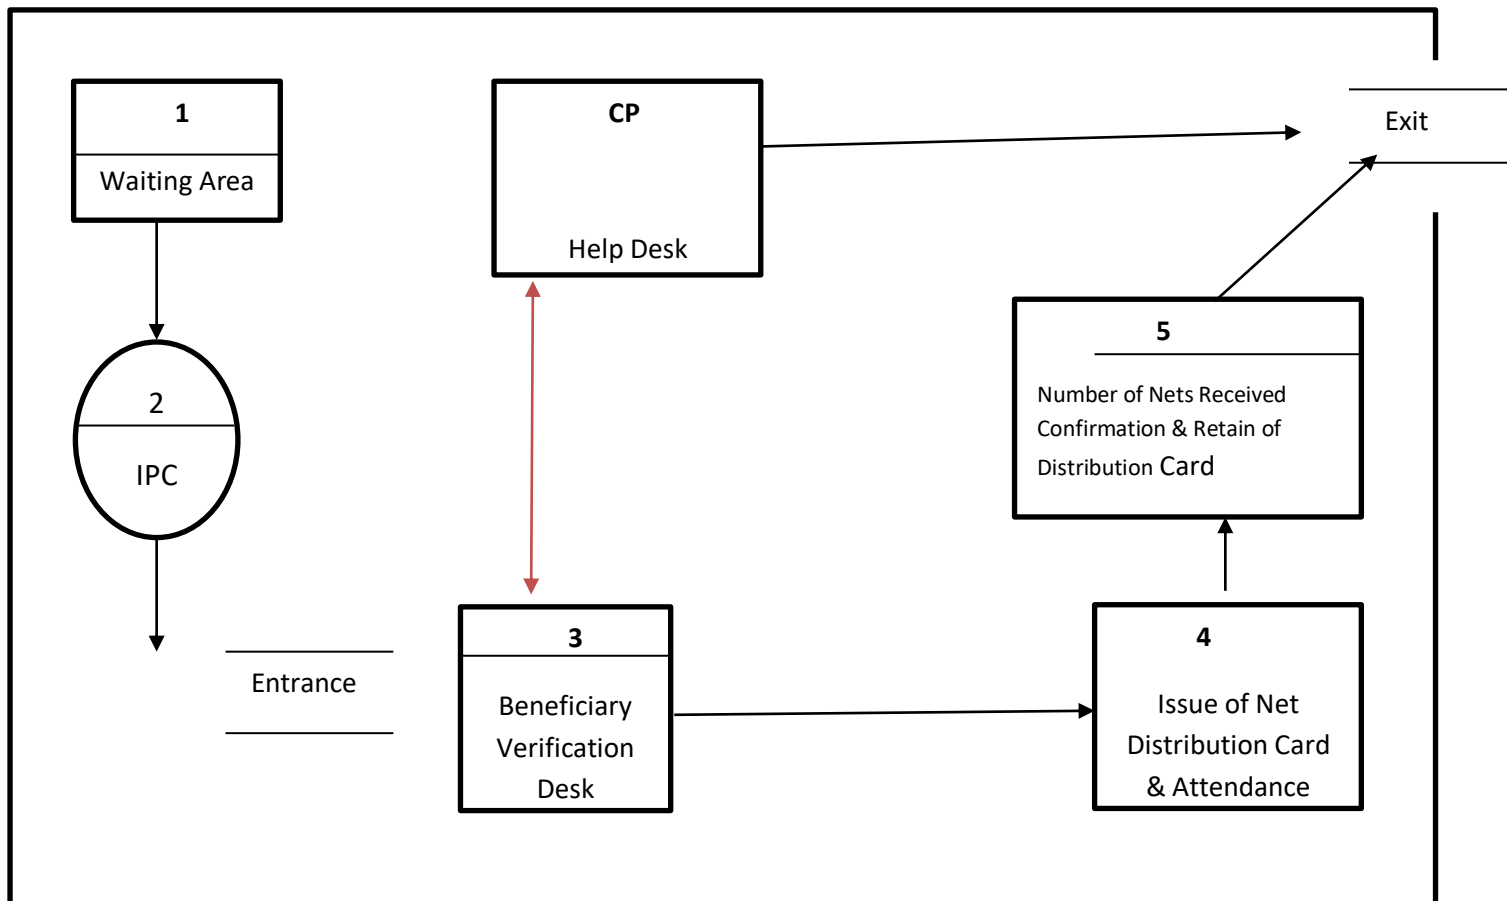 1
Waiting Area
2
IPC
Entrance
CP
Help Desk
3
Beneficiary
Verification
Desk
4
Issue of Net
Distribution Card
& Attendance
5
Number of Nets Received
Confirmation & Retain of
Distribution Card
Exit